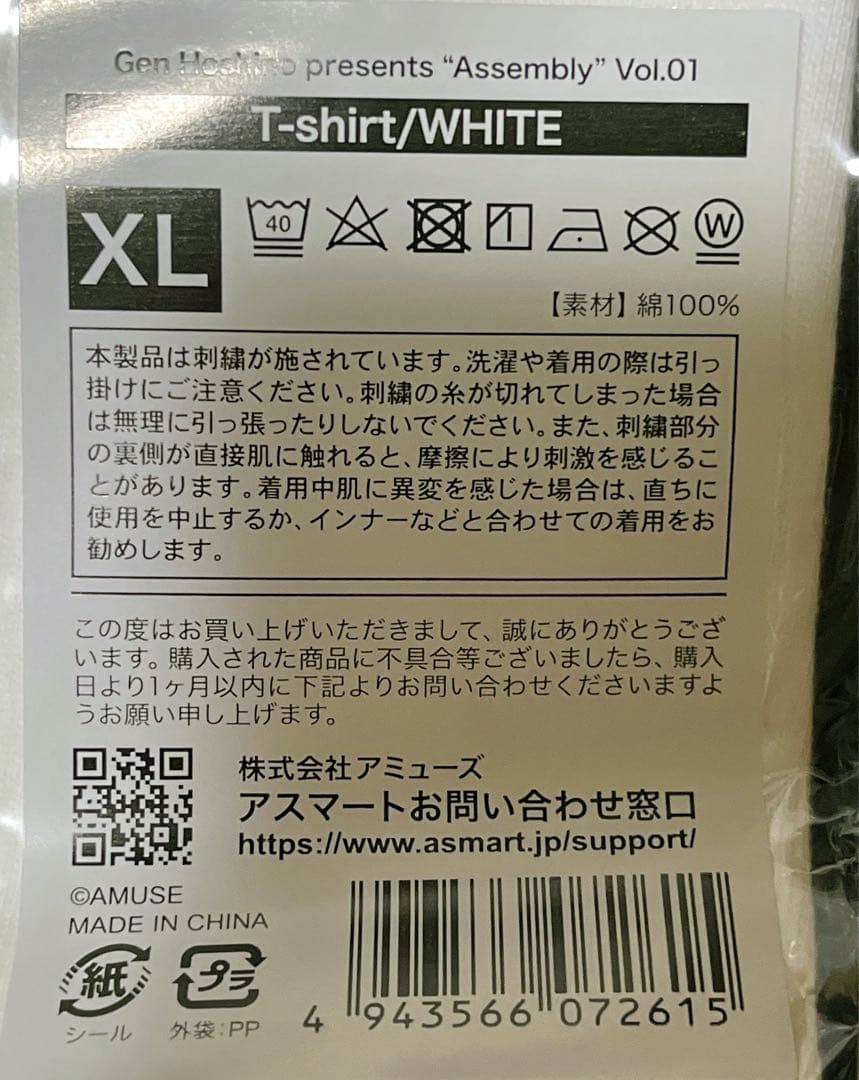 Gen Hoshino presents “Assembly” Vol.01
T-shirt/WHITE
XL
40
W
【素材】綿100%
本製品は刺繍が施されています。洗濯や着用の際は引っ
掛けにご注意ください。刺繍の糸が切れてしまった場合
は無理に引っ張ったりしないでください。また、刺繍部分
の裏側が直接肌に触れると、摩擦により刺激を感じるこ
とがあります。着用中肌に異変を感じた場合は、直ちに
使用を中止するか、インナーなどと合わせての着用をお
勧めします。
この度はお買い上げいただきまして、誠にありがとうござ
います。購入された商品に不具合等ございましたら、購入
日より1ヶ月以内に下記よりお問い合わせくださいますよ
うお願い申し上げます。
株式会社アミューズ
アスマートお問い合わせ窓口
https://www.asmart.jp/support/
©AMUSE
MADE IN CHINA
紙
プラ
シール
外袋:PP
4 943566 072615